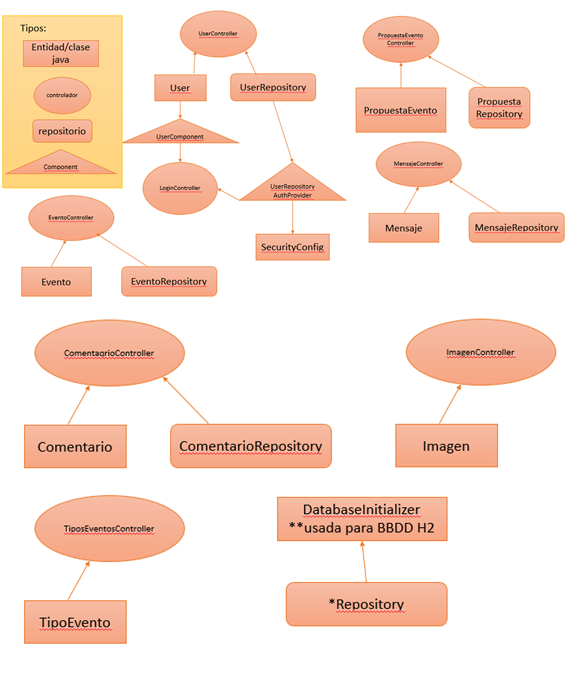 Tipos:
Entidad/clase
java
controlador
repositorio
Component
UserController
User
UserRepository
UserComponent
LoginController
UserRepository
AuthProvider
SecurityConfig
PropuestaEvento
Controller
PropuestaEvento
Propuesta
Repository
MensajeController
Mensaje
MensajeRepository
EventoController
Evento
EventoRepository
ComentaqrioController
Comentario
ComentarioRepository
ImagenController
Imagen
TiposEventosController
TipoEvento
DatabaseInitializer
**usada para BBDD H2
*Repository